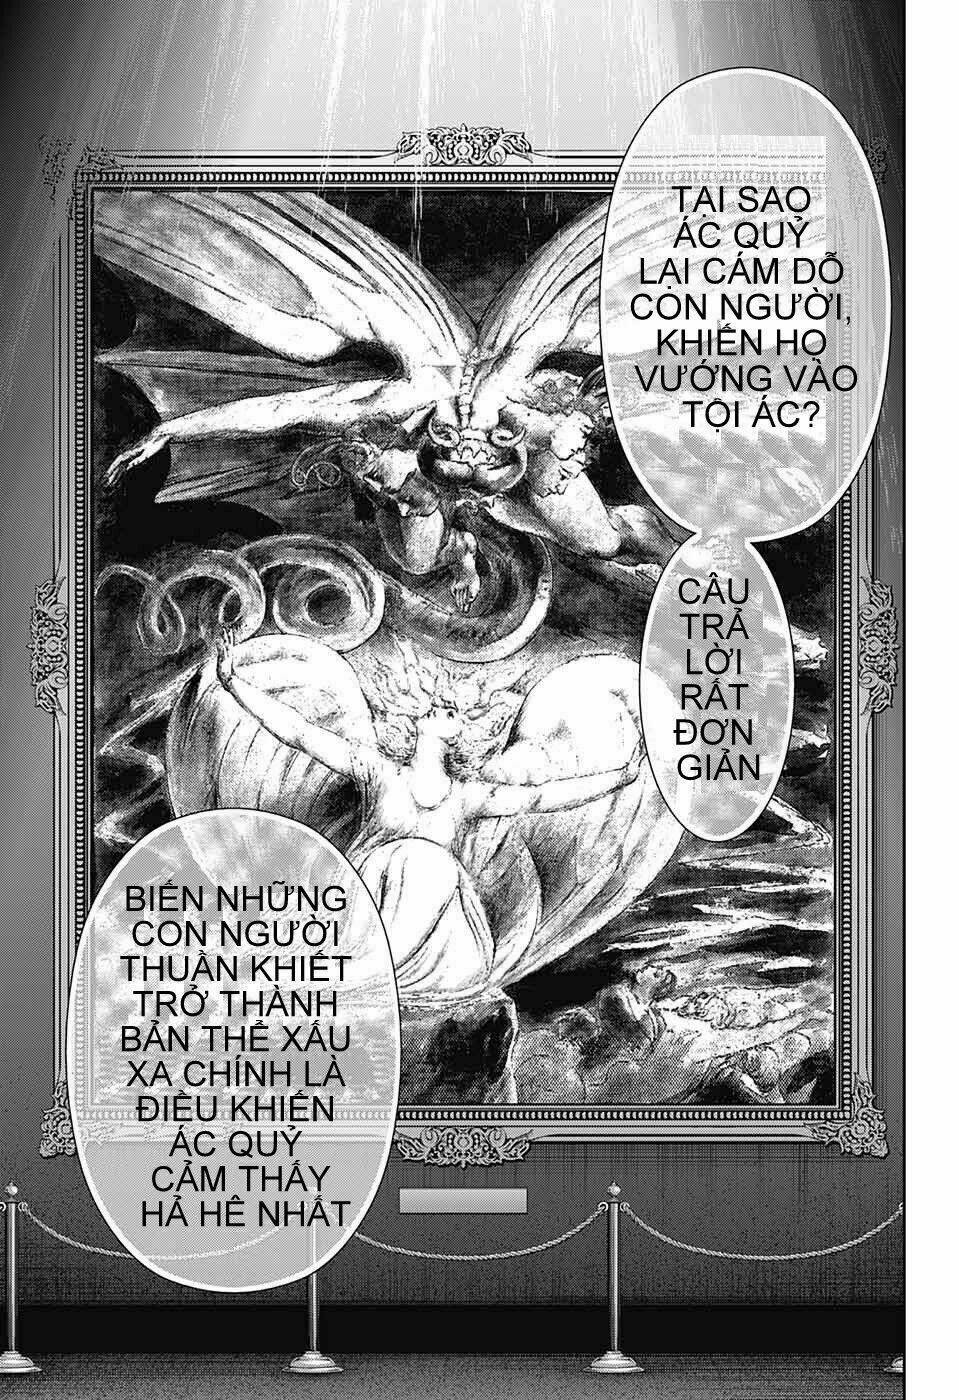 TẠI SAO
ÁC QUỶ
LẠI CÁM DỖ
CON NGƯỜI,
KHIẾN HỌ
VƯỚNG VÀO
TỘI ÁC?
CÂU
TRẢ
LỜI
RẤT
ĐƠN
GIẢN
BIẾN NHỮNG
CON NGƯỜI
THUẦN KHIẾT
TRỞ THÀNH
BẢN THỂ XẤU
XA CHÍNH LÀ
ĐIỀU KHIẾN
ÁC QUỶ
CẢM THẤY
HẢ HÊ NHẤT